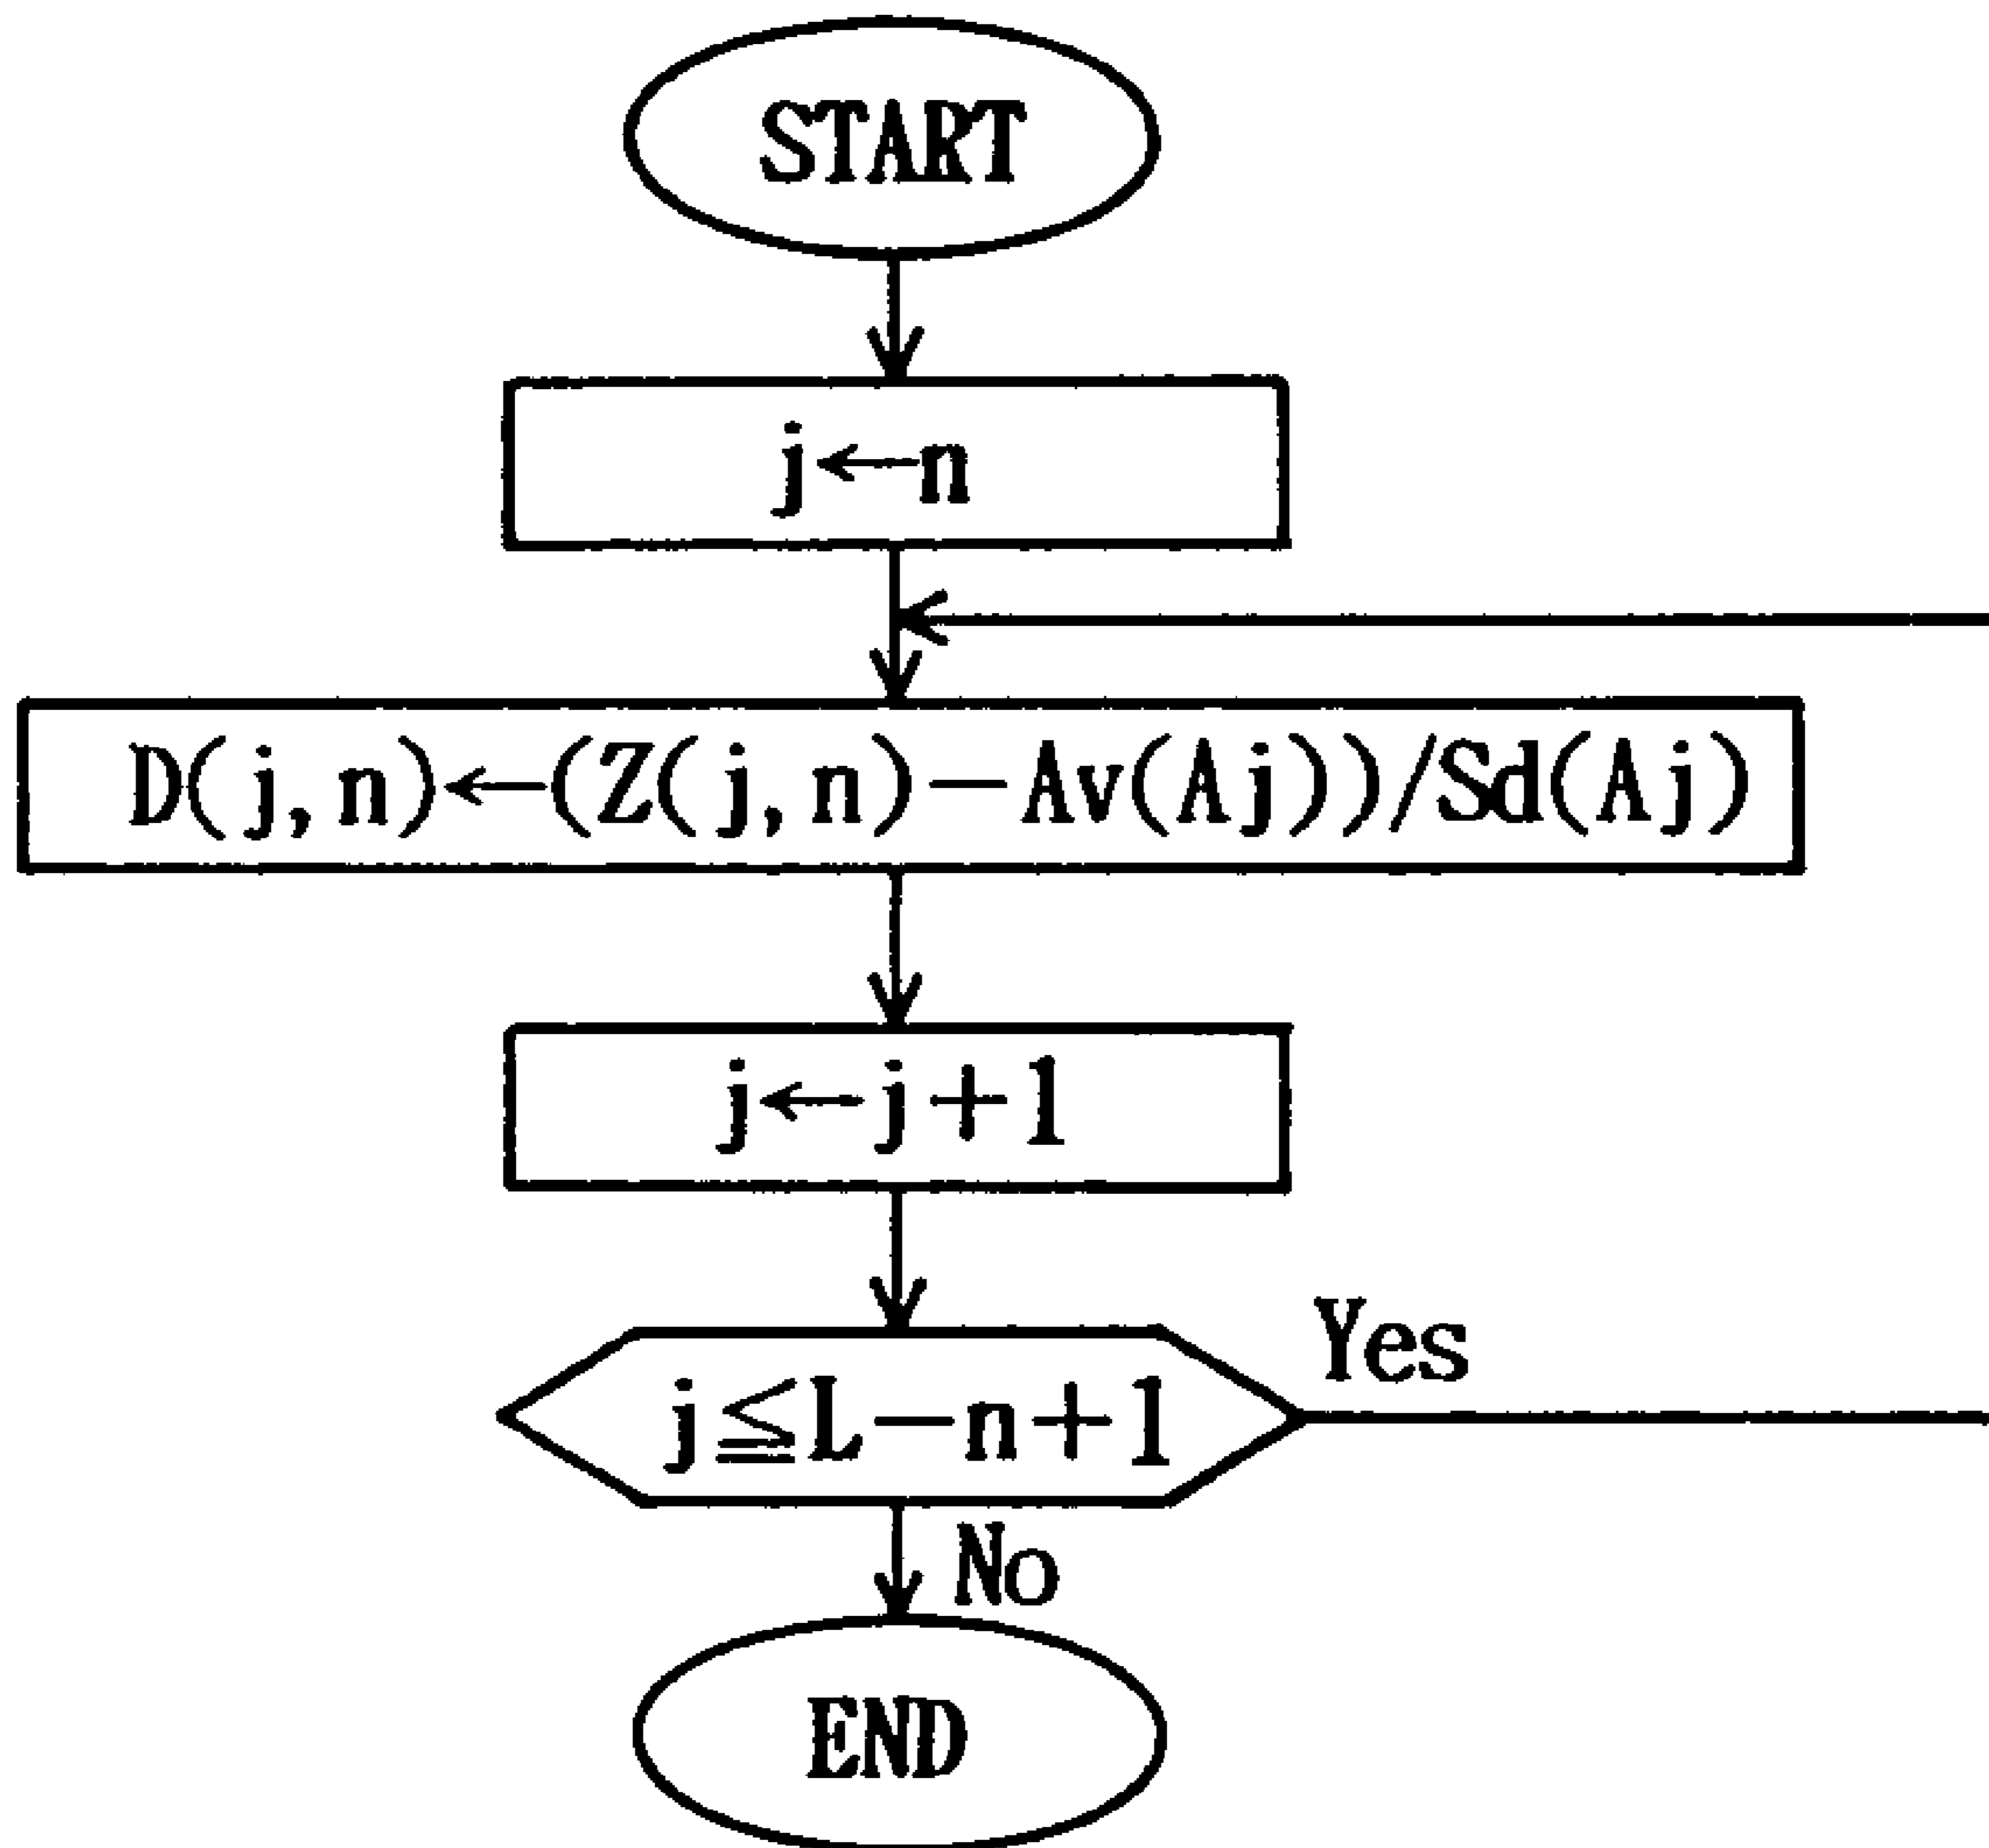 START
j←n
D(j,n)←(Z(j,n)−Av(Aj))/Sd(Aj)
j←j+1
Yes
j≦L−n+1
No
END